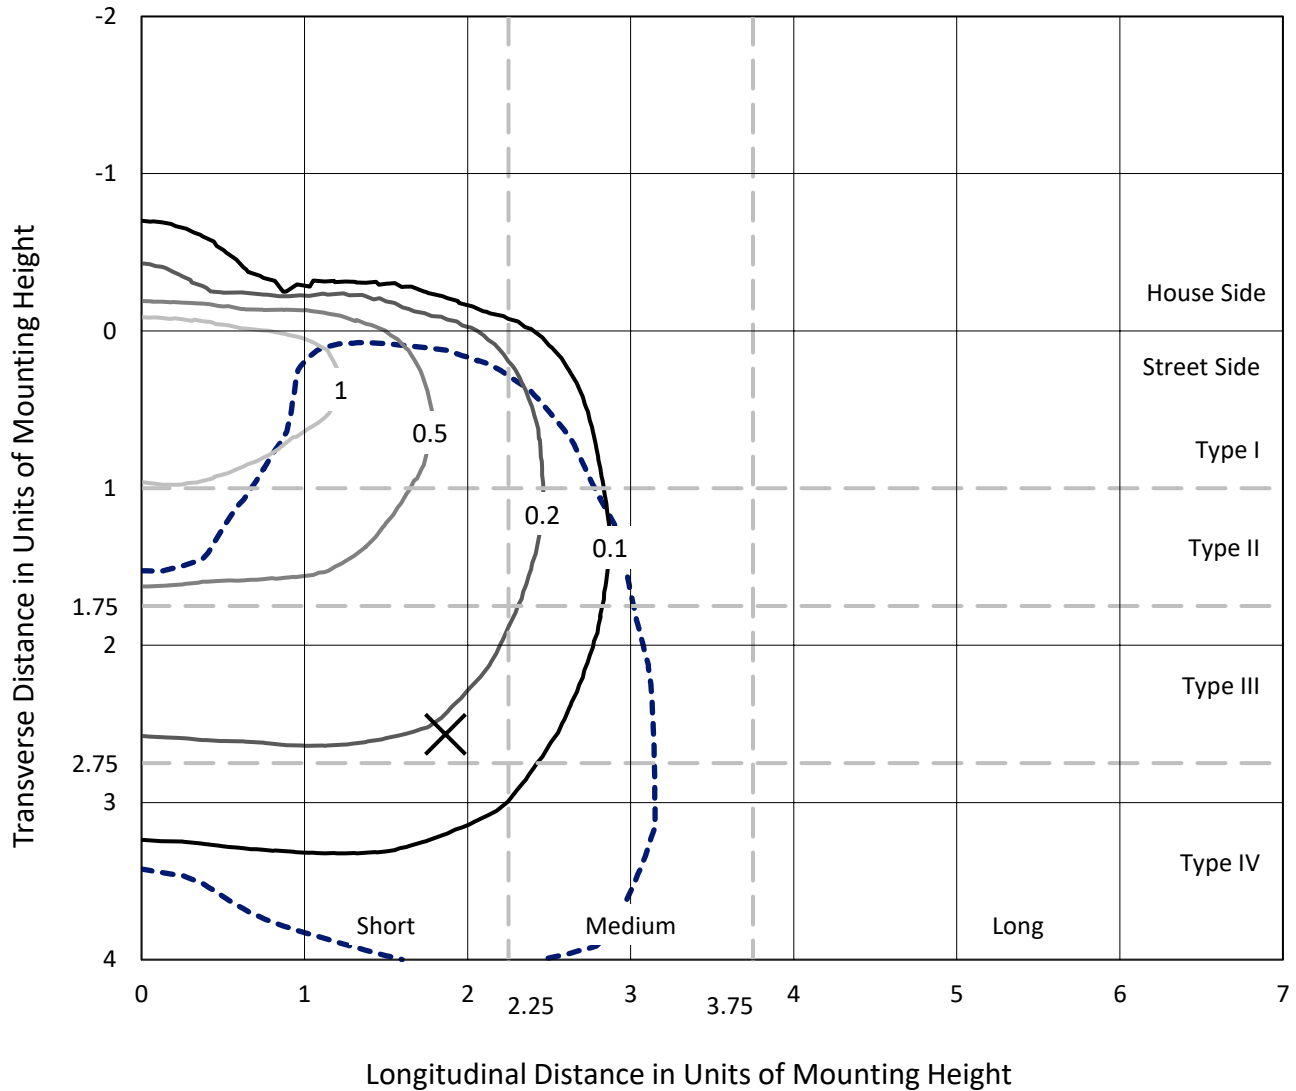 -2
-1
House Side
0
Street Side
1
0.5
Type I
1
0.2
0.1
Type II
1.75
2
Type III
2.75
3
Type IV
Short
Medium
Long
4
0
1
2
2.25
3
3.75
4
5
6
7
Transverse Distance in Units of Mounting Height
Longitudinal Distance in Units of Mounting Height